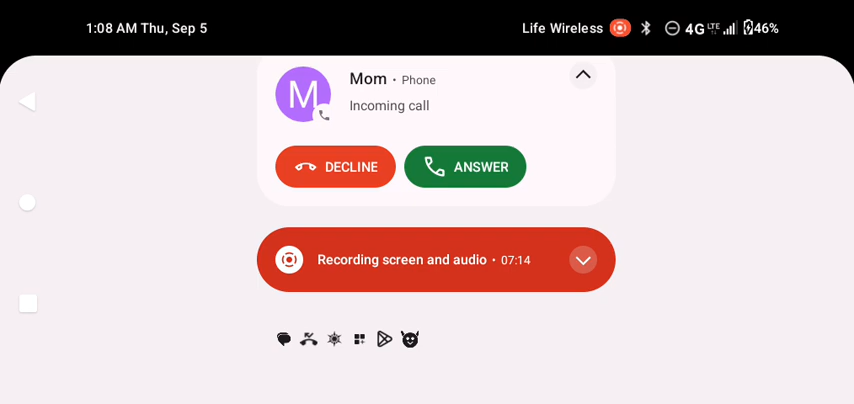 1:08 AM Thu, Sep 5
Life Wireless 4G LTE 46%
M
Mom • Phone
Incoming call
DECLINE ANSWER
Recording screen and audio • 07:14